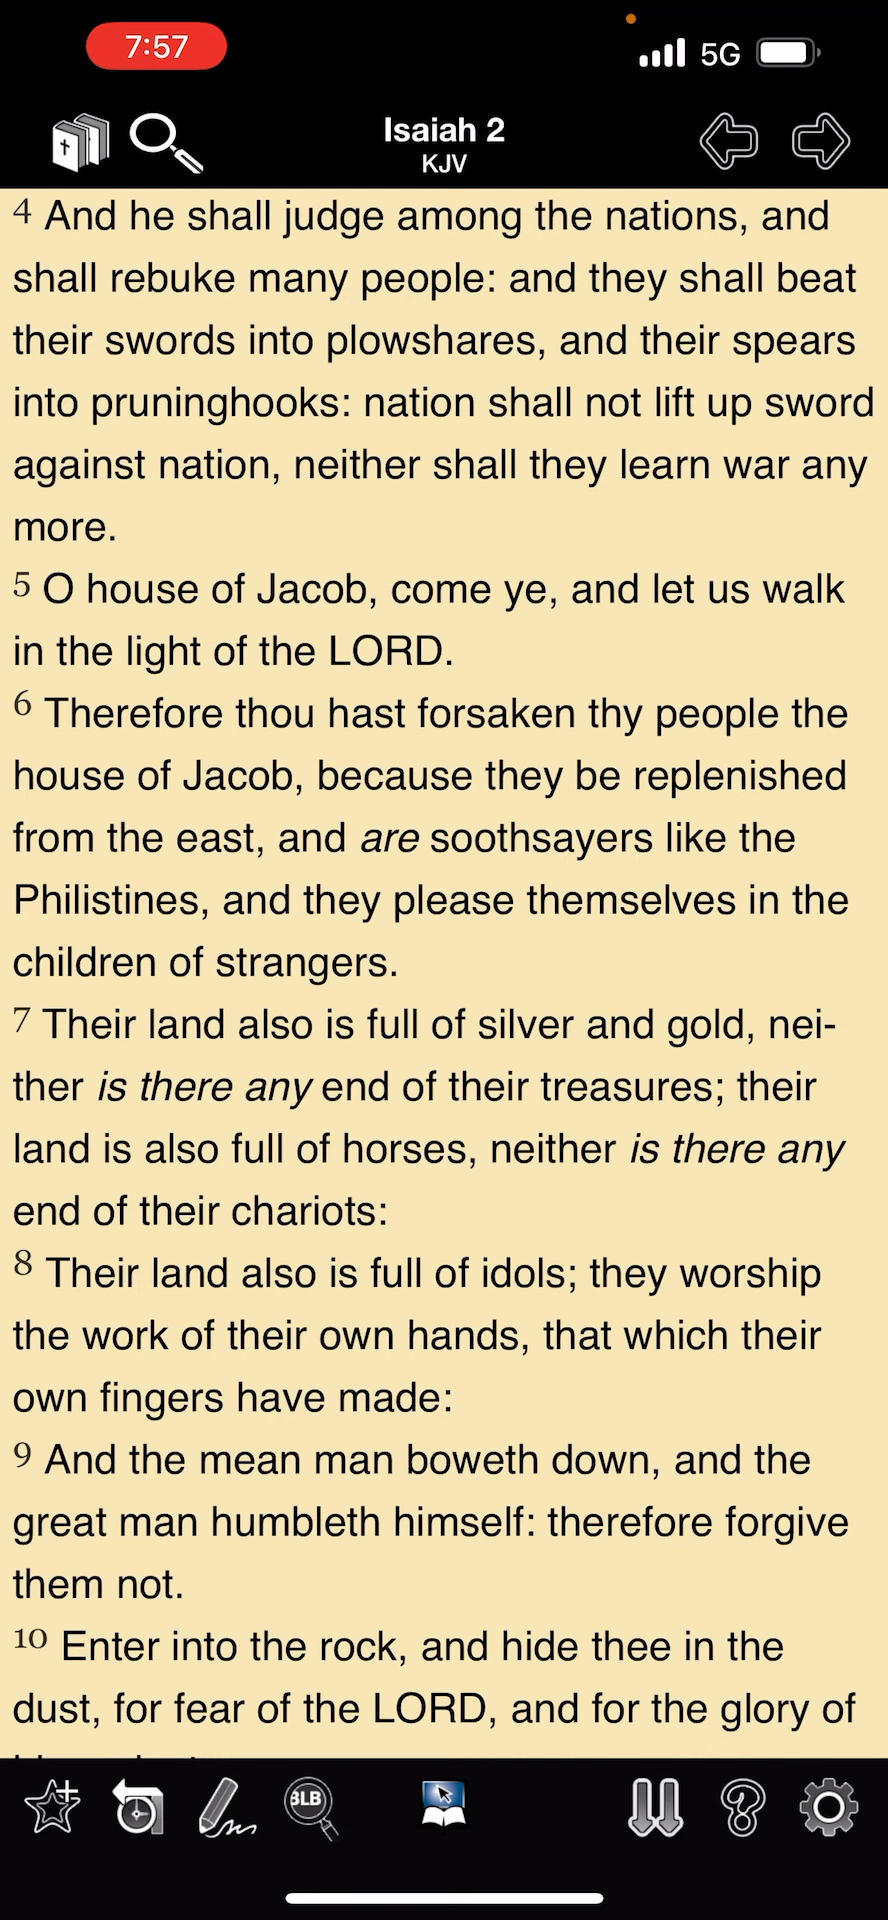 7:57
5G
Isaiah 2
KJV
4 And he shall judge among the nations, and
shall rebuke many people: and they shall beat
their swords into plowshares, and their spears
into pruninghooks: nation shall not lift up sword
against nation, neither shall they learn war any
more.
5 O house of Jacob, come ye, and let us walk
in the light of the LORD.
6 Therefore thou hast forsaken thy people the
house of Jacob, because they be replenished
from the east, and are soothsayers like the
Philistines, and they please themselves in the
children of strangers.
7 Their land also is full of silver and gold, nei-
ther is there any end of their treasures; their
land is also full of horses, neither is there any
end of their chariots:
8 Their land also is full of idols; they worship
the work of their own hands, that which their
own fingers have made:
9 And the mean man boweth down, and the
great man humbleth himself: therefore forgive
them not.
10 Enter into the rock, and hide thee in the
dust, for fear of the LORD, and for the glory of
BLB